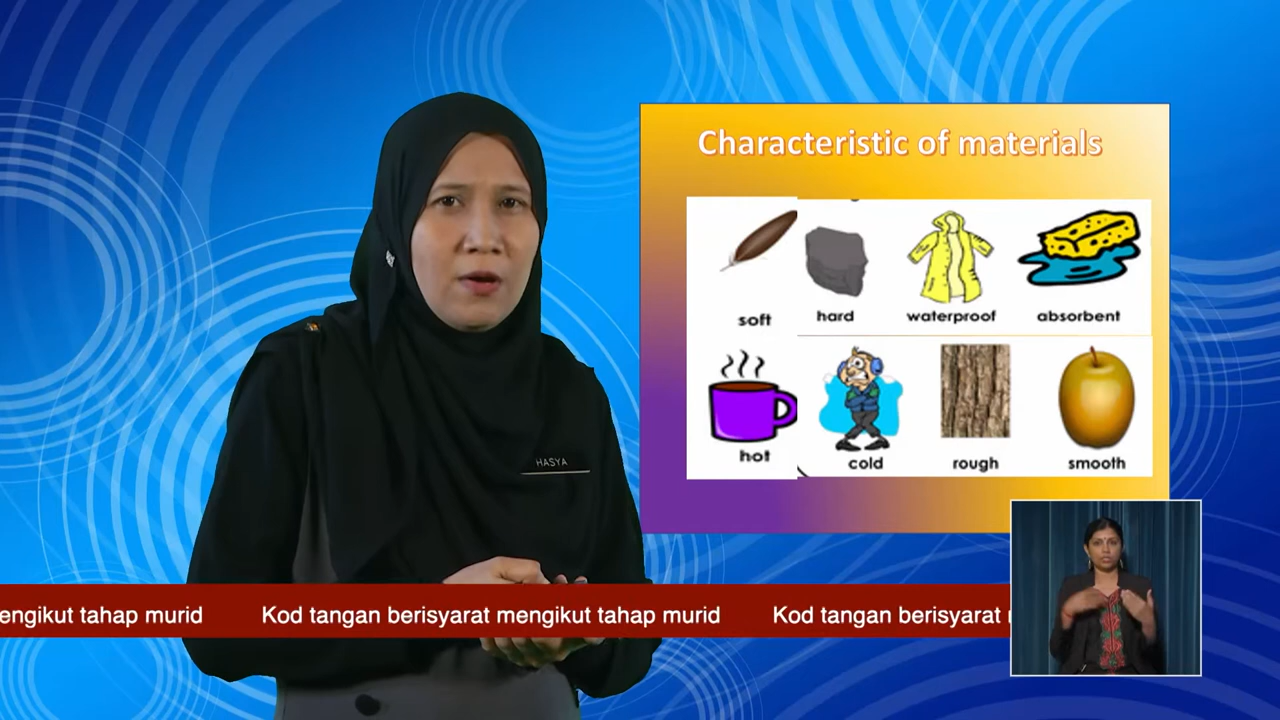 Characteristic of materials
soft hard waterproof absorbent
hot cold rough smooth
HASYA
engikut tahap murid Kod tangan berisyarat mengikut tahap murid Kod tangan berisyarat